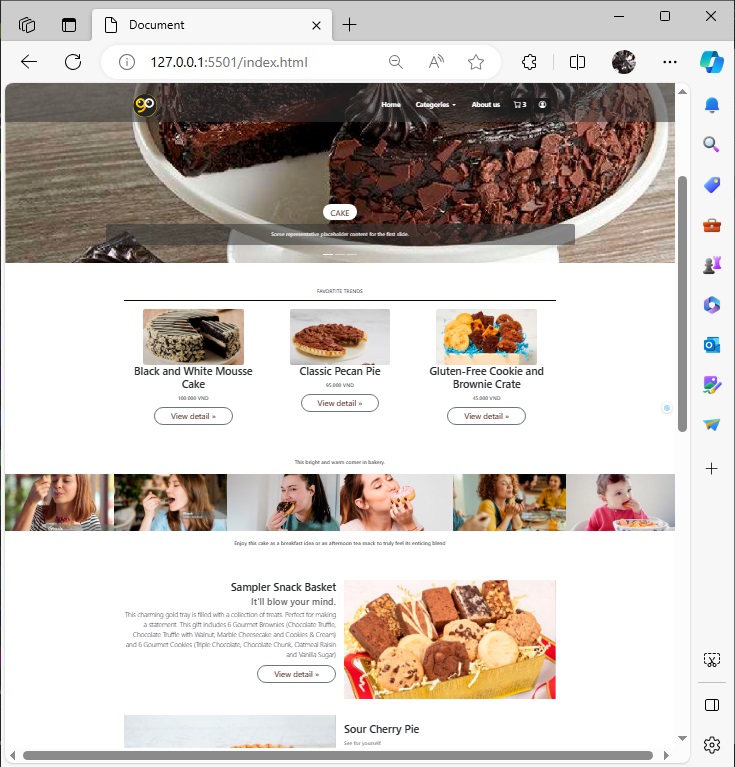 Document
127.0.0.1:5501/index.html
90
Home
Categories
About us
3
CAKE
Some representative placeholder content for the first slide.
FAVORTITE TRENDS
Black and White Mousse
Cake
100.000 VND
View detail »
Classic Pecan Pie
95.000 VND
View detail »
Gluten-Free Cookie and
Brownie Crate
45.000 VND
View detail »
This bright and warm corner in bakery.
Enjoy this cake as a breakfast idea or an afternoon tea snack to truly feel its enticing blend
Sampler Snack Basket
It'll blow your mind.
This charming gold tray is filled with a collection of treats. Perfect for making
a statement. This gift includes 6 Gourmet Brownies (Chocolate Truffle,
Chocolate Truffle with Walnut, Marble Cheesecake and Cookies & Cream)
and 6 Gourmet Cookies (Triple Chocolate, Chocolate Chunk, Oatmeal Raisin
and Vanilla Sugar)
View detail »
Sour Cherry Pie
See for yourself.